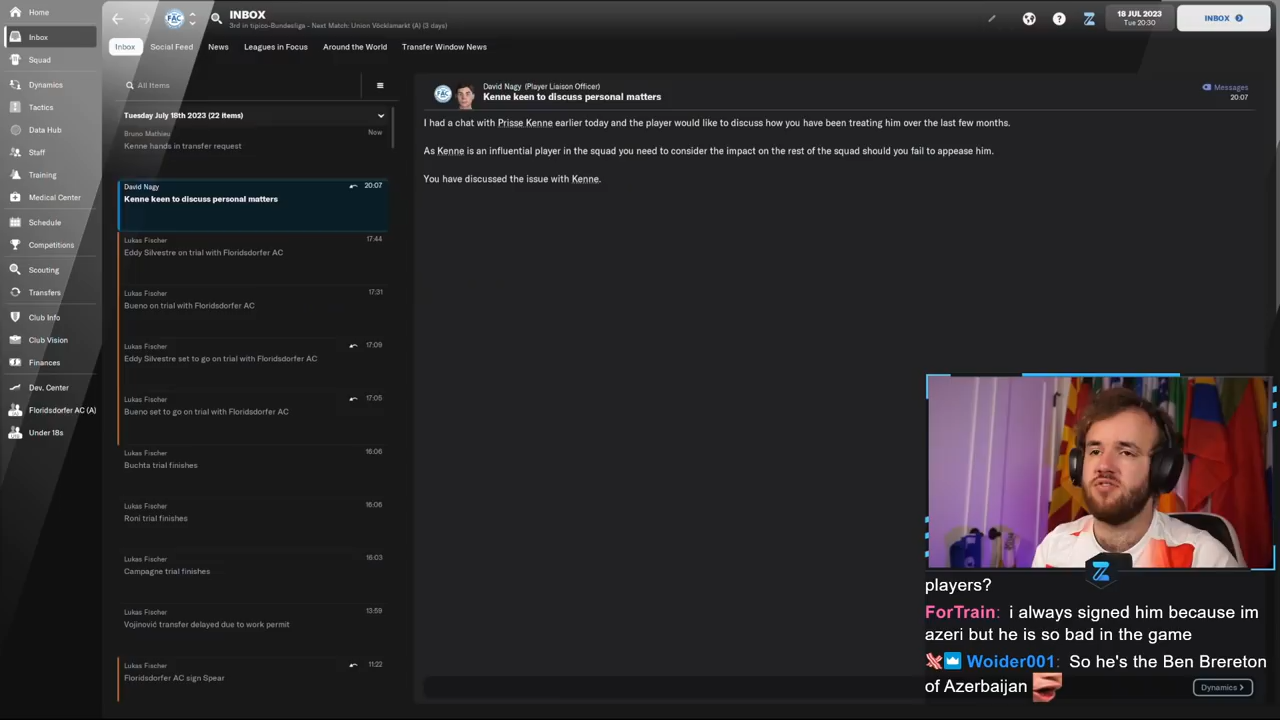 Home
Inbox
Squad
Dynamics
Tactics
Data Hub
Staff
Training
Medical Center
Schedule
Competitions
Scouting
Transfers
Club Info
Club Vision
Finances
Dev. Center
Floridsdorfer AC (A)
Under 18s
FAC
INBOX
3rd in tipico-Bundesliga - Next Match: Union Vöcklamarkt (A) (3 days)
18 JUL 2023
Tue 20:30
INBOX
Inbox
Social Feed
News
Leagues in Focus
Around the World
Transfer Window News
All Items
Tuesday July 18th 2023 (22 items)
Bruno Mathieu Now
Kenne hands in transfer request
David Nagy 20:07
Kenne keen to discuss personal matters
Lukas Fischer 17:44
Eddy Silvestre on trial with Floridsdorfer AC
Lukas Fischer 17:31
Bueno on trial with Floridsdorfer AC
Lukas Fischer 17:09
Eddy Silvestre set to go on trial with Floridsdorfer AC
Lukas Fischer 17:05
Bueno set to go on trial with Floridsdorfer AC
Lukas Fischer 16:06
Buchta trial finishes
Lukas Fischer 16:06
Roni trial finishes
Lukas Fischer 16:03
Campagne trial finishes
Lukas Fischer 13:59
Vojinović transfer delayed due to work permit
Lukas Fischer 11:22
Floridsdorfer AC sign Spear
David Nagy (Player Liaison Officer)
Kenne keen to discuss personal matters
Messages
20:07
I had a chat with Prisse Kenne earlier today and the player would like to discuss how you have been treating him over the last few months.
As Kenne is an influential player in the squad you need to consider the impact on the rest of the squad should you fail to appease him.
You have discussed the issue with Kenne.
players?
ForTrain: i always signed him because im
azeri but he is so bad in the game
Woider001: So he's the Ben Brereton
of Azerbaijan
Dynamics